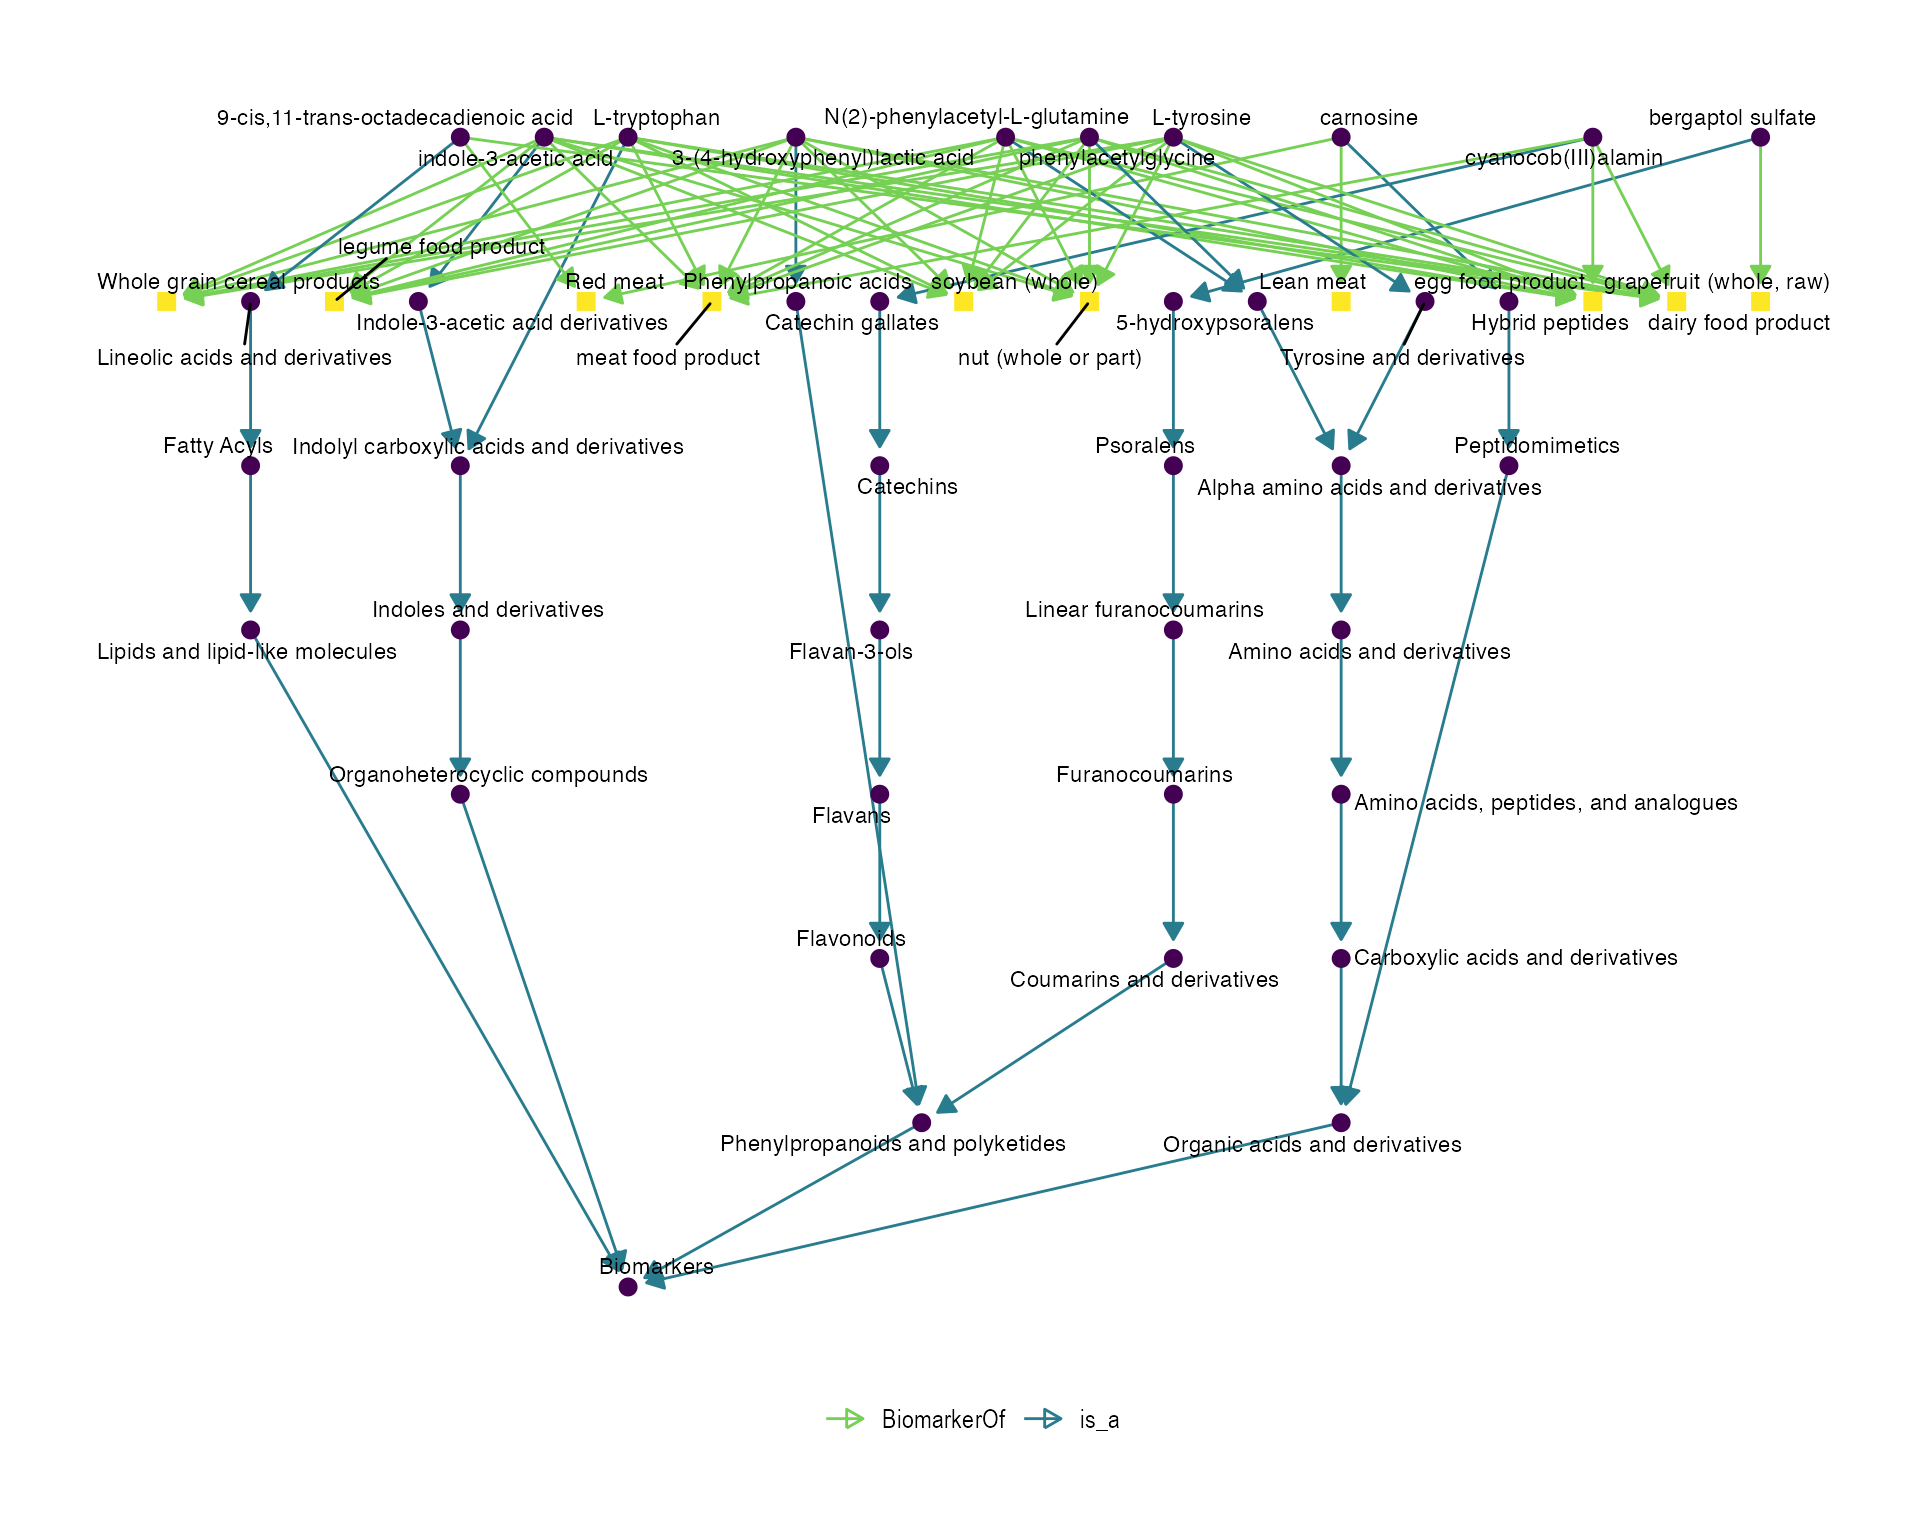 9-cis,11-trans-octadecadienoic acid
L-tryptophan
N(2)-phenylacetyl-L-glutamine
L-tyrosine
carnosine
bergaptol sulfate
indole-3-acetic acid
3-(4-hydroxyphenyl)lactic acid
phenylacetylglycine
cyanocob(III)alamin
legume food product
Whole grain cereal products
Red meat
Phenylpropanoic acids
soybean (whole)
Lean meat
egg food product
grapefruit (whole, raw)
Indole-3-acetic acid derivatives
Catechin gallates
5-hydroxypsoralens
Hybrid peptides
dairy food product
Lineolic acids and derivatives
meat food product
nut (whole or part)
Tyrosine and derivatives
Fatty Acyls
Indolyl carboxylic acids and derivatives
Psoralens
Peptidomimetics
Catechins
Alpha amino acids and derivatives
Indoles and derivatives
Linear furanocoumarins
Lipids and lipid-like molecules
Flavan-3-ols
Amino acids and derivatives
Organoheterocyclic compounds
Furanocoumarins
Flavans
Amino acids, peptides, and analogues
Flavonoids
Carboxylic acids and derivatives
Coumarins and derivatives
Phenylpropanoids and polyketides
Organic acids and derivatives
Biomarkers
BiomarkerOf
is_a